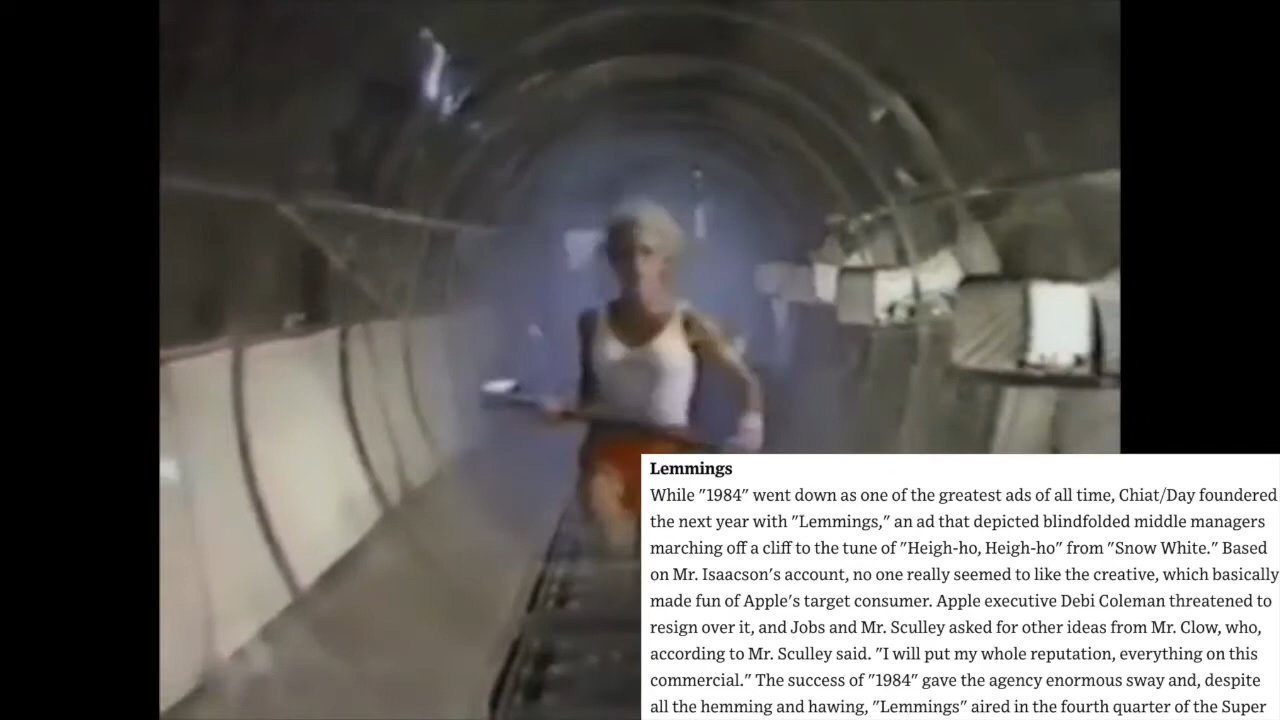 Lemmings
While "1984" went down as one of the greatest ads of all time, Chiat/Day foundered
the next year with "Lemmings," an ad that depicted blindfolded middle managers
marching off a cliff to the tune of "Heigh-ho, Heigh-ho" from "Snow White." Based
on Mr. Isaacson's account, no one really seemed to like the creative, which basically
made fun of Apple's target consumer. Apple executive Debi Coleman threatened to
resign over it, and Jobs and Mr. Sculley asked for other ideas from Mr. Clow, who,
according to Mr. Sculley said. "I will put my whole reputation, everything on this
commercial." The success of "1984" gave the agency enormous sway and, despite
all the hemming and hawing, "Lemmings" aired in the fourth quarter of the Super